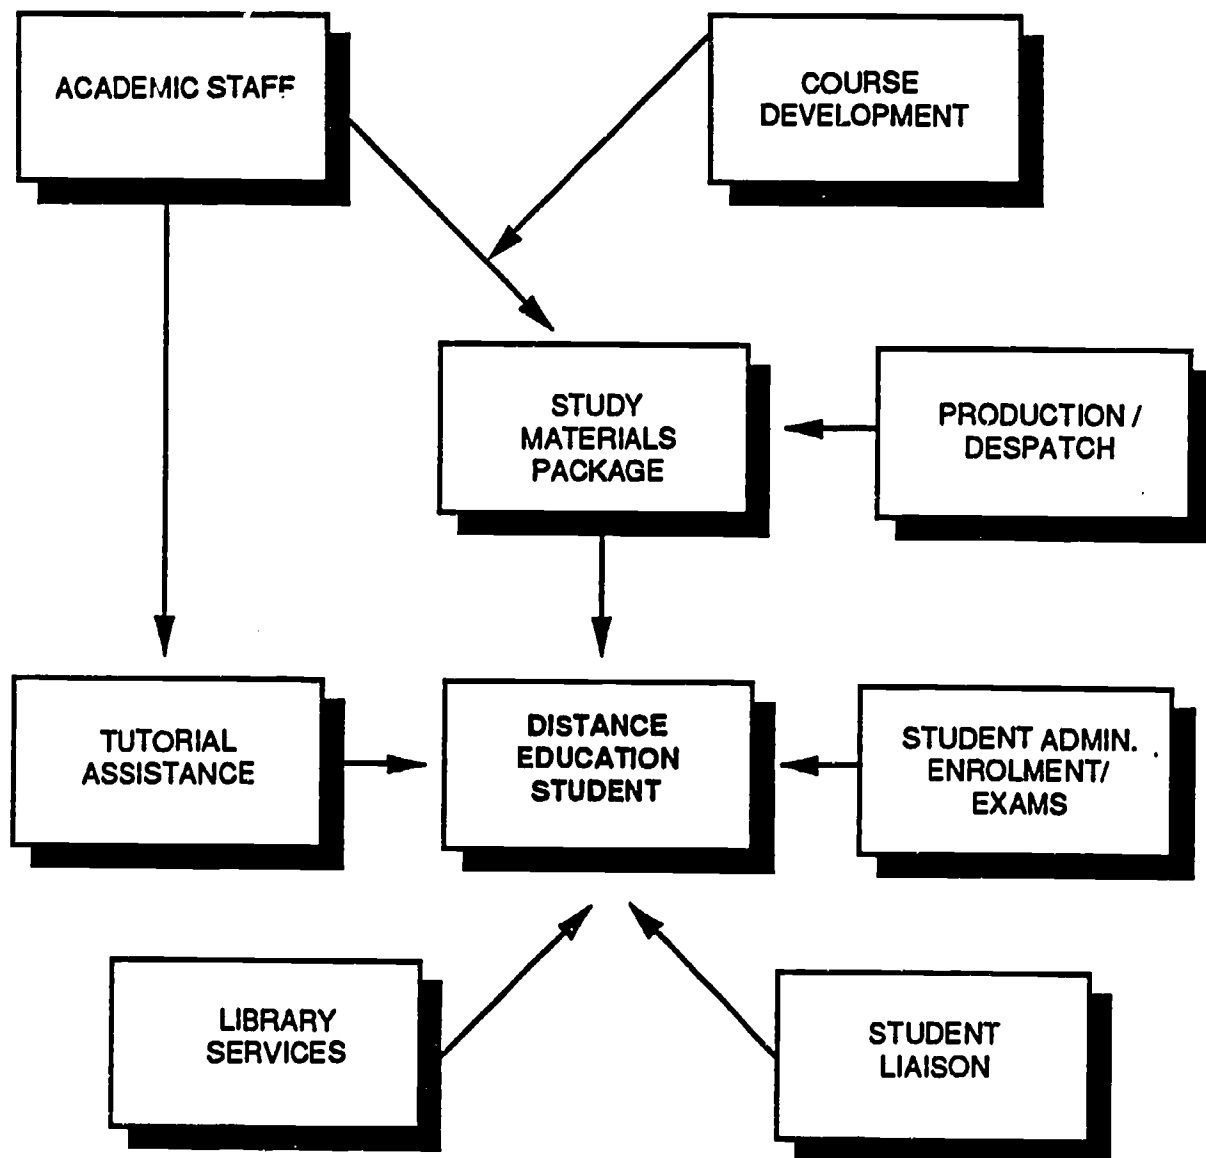 ACADEMIC STAFF
COURSE
DEVELOPMENT
STUDY
MATERIALS
PACKAGE
PRODUCTION /
DESPATCH
TUTORIAL
ASSISTANCE
DISTANCE
EDUCATION
STUDENT
STUDENT ADMIN.
ENROLMENT/
EXAMS
LIBRARY
SERVICES
STUDENT
LIAISON